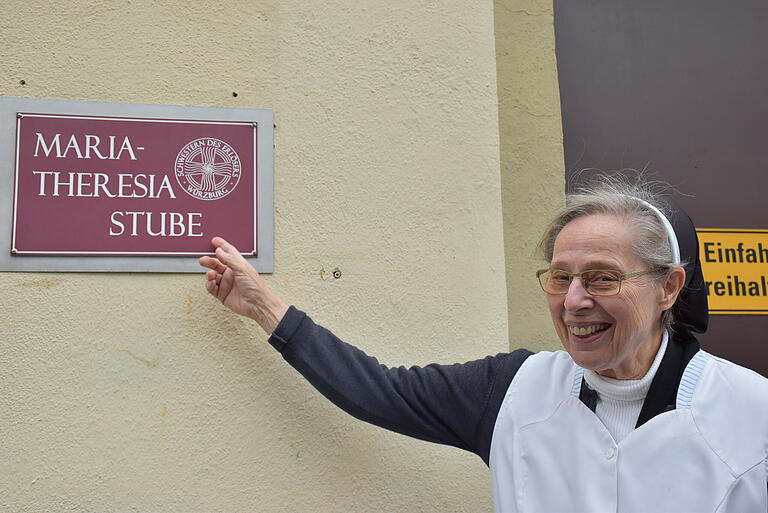 MARIA-
THERESIA
STUBE
SCHWESTERN DES ERLÖSERS
· WÜRZBURG ·
Einfah
reihal